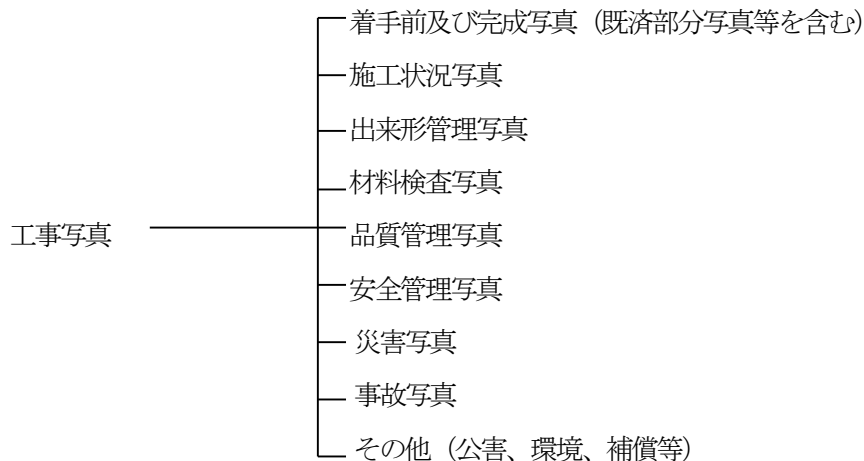 着手前及び完成写真（既済部分写真等を含む）
施工状況写真
出来形管理写真
材料検査写真
工事写真
品質管理写真
安全管理写真
災害写真
事故写真
その他（公害、環境、補償等）